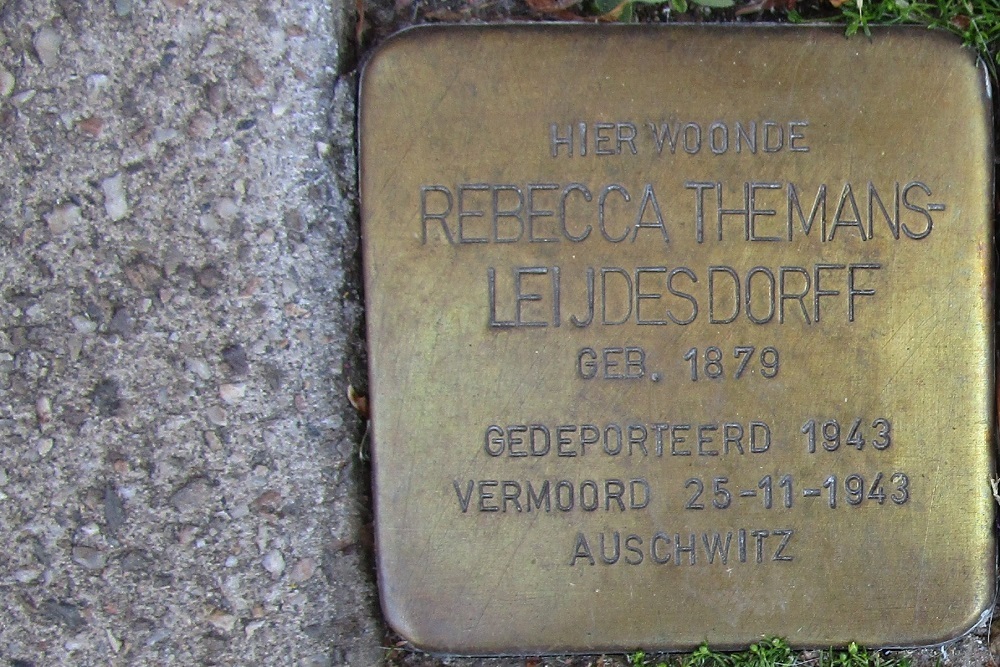 HIER WOONDE
REBECCA THEMANS-
LEIJDESDORFF
GEB. 1879
GEDEPORTEERD 1943
VERMOORD 25-11-1943
AUSCHWITZ